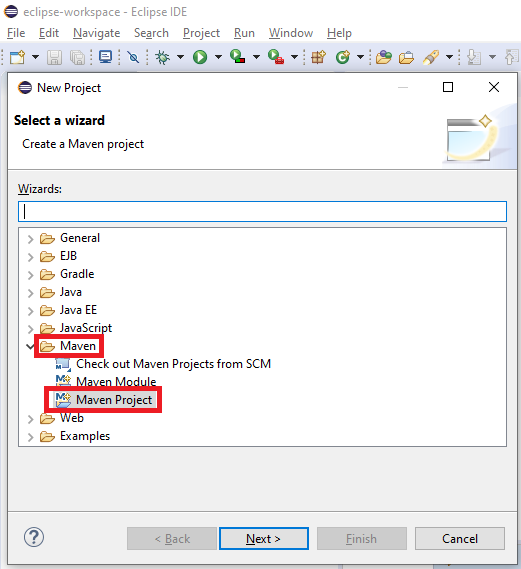 eclipse-workspace - Eclipse IDE
File Edit Navigate Search Project Run Window Help
New Project
Select a wizard
Create a Maven project
Wizards:
General
EJB
Gradle
Java
Java EE
JavaScript
Maven
Check out Maven Projects from SCM
Maven Module
Maven Project
Web
Examples
? < Back Next > Finish Cancel